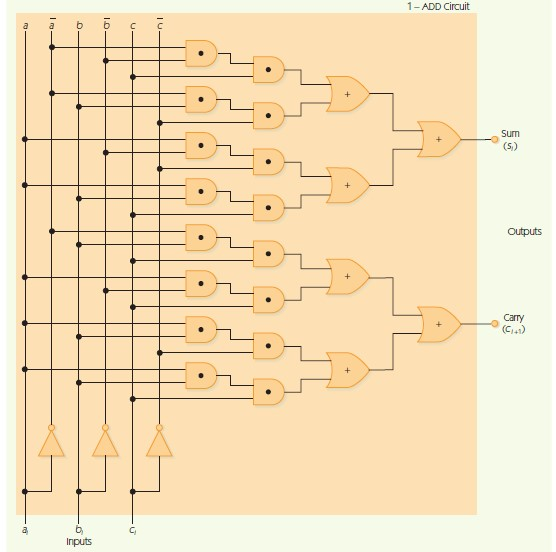 1 – ADD Circuit
a a̅ b b̅ c c̅
+
+
Sum
(sᵢ)
+
Outputs
+
+
Carry
(cᵢ₊₁)
+
aᵢ bᵢ cᵢ
Inputs